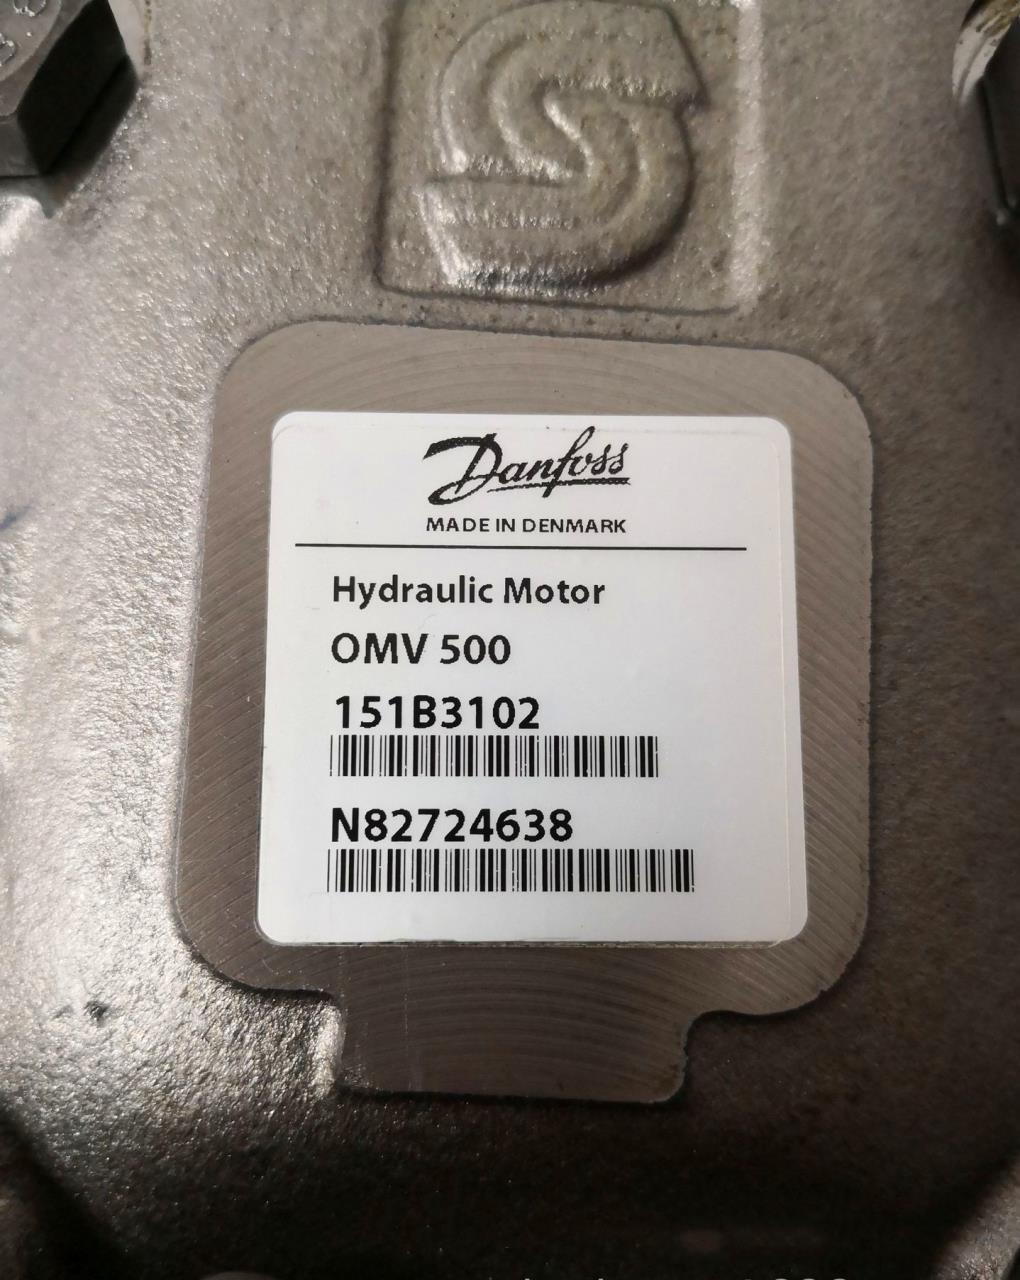 S
Danfoss
MADE IN DENMARK
Hydraulic Motor
OMV 500
151B3102
N82724638